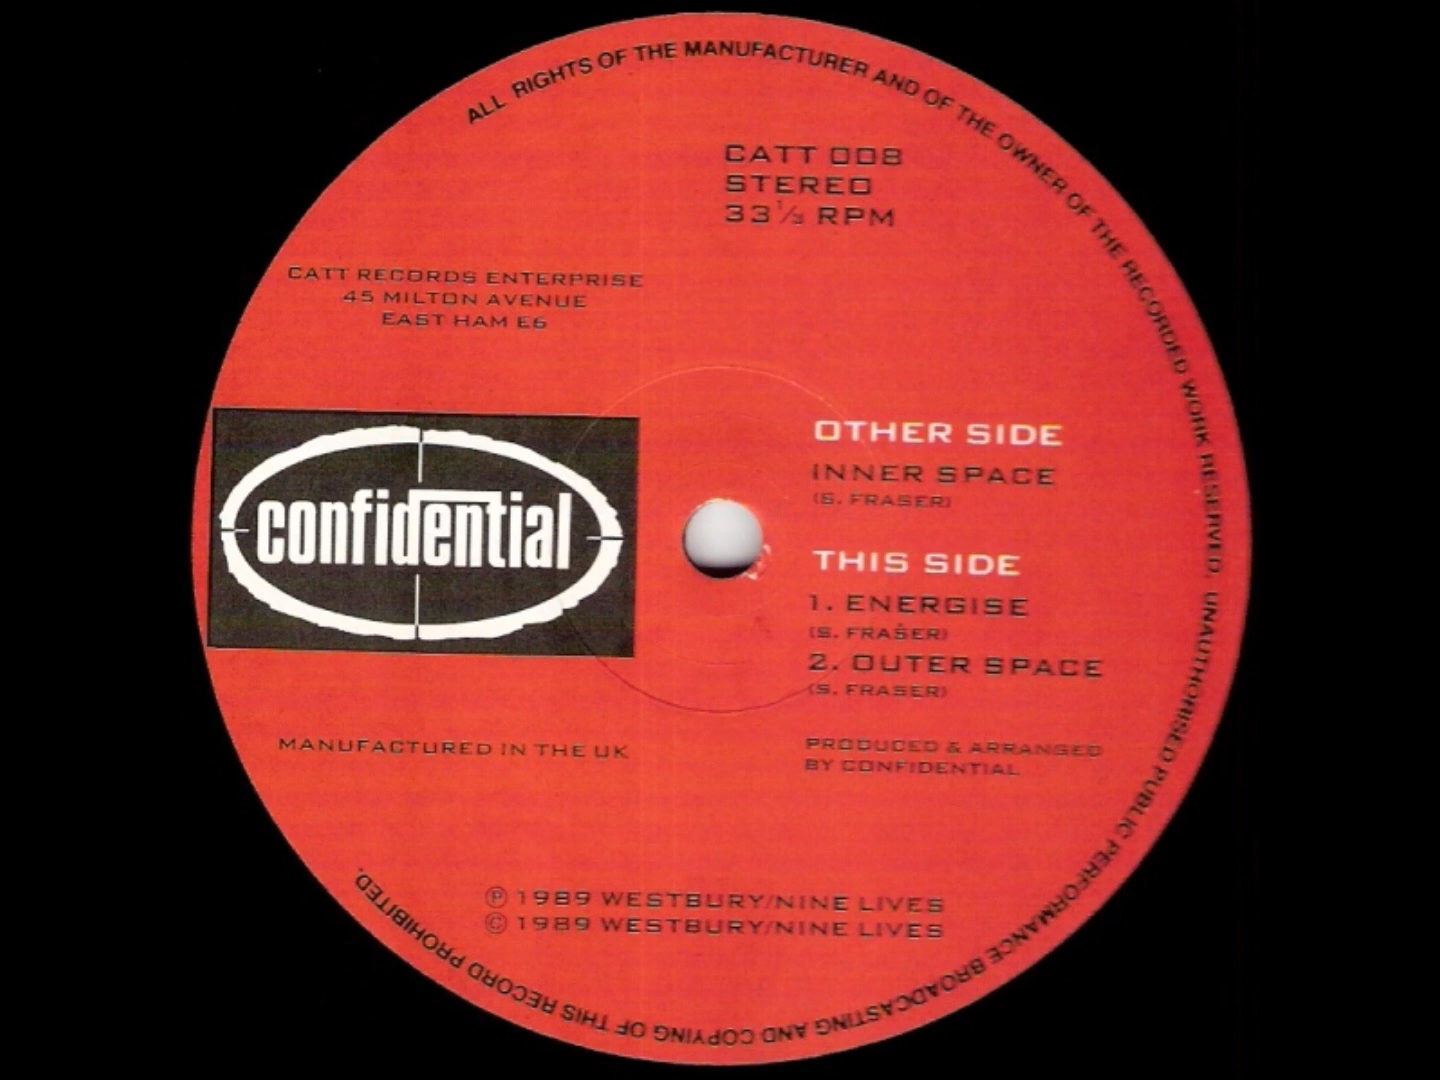 ALL RIGHTS OF THE MANUFACTURER AND OF THE OWNER OF THE RECORDED WORK RESERVED. UNAUTHORISED PUBLIC PERFORMANCE BROADCASTING AND COPYING OF THIS RECORD PROHIBITED.
CATT 008
STEREO
33 1/3 RPM
CATT RECORDS ENTERPRISE
45 MILTON AVENUE
EAST HAM E6
confidential
OTHER SIDE
INNER SPACE
(S. FRASER)
THIS SIDE
1. ENERGISE
(S. FRASER)
2. OUTER SPACE
(S. FRASER)
MANUFACTURED IN THE UK
PRODUCED & ARRANGED
BY CONFIDENTIAL
℗ 1989 WESTBURY/NINE LIVES
© 1989 WESTBURY/NINE LIVES